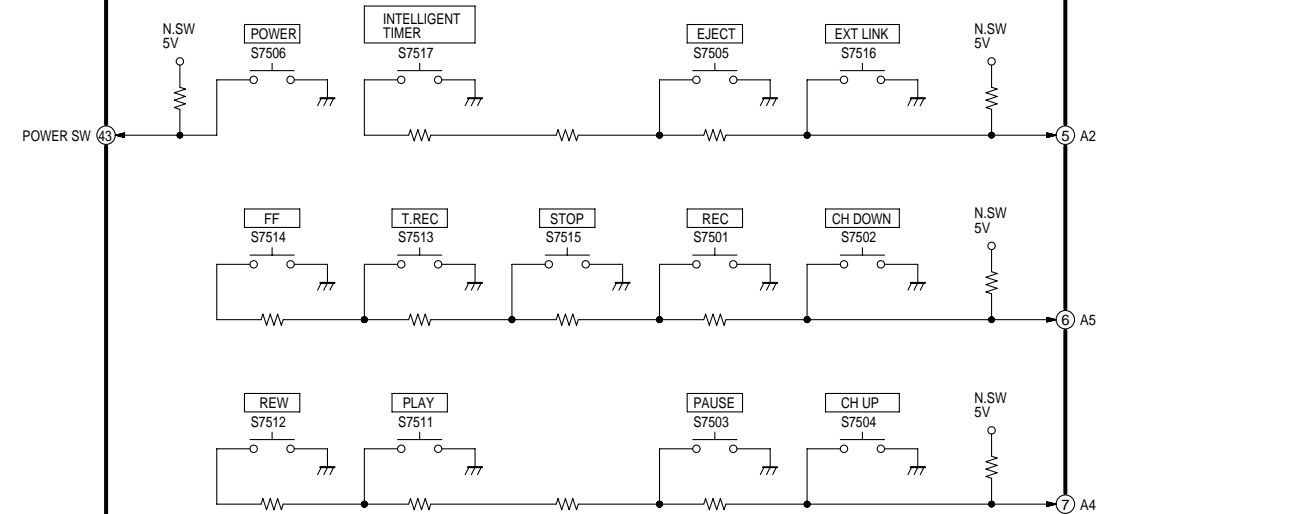 INTELLIGENT
TIMER
N.SW
5V
POWER
EJECT
EXT LINK
N.SW
5V
S7506
S7517
S7505
S7516
POWER SW 43
5 A2
FF
T.REC
STOP
REC
CH DOWN
N.SW
5V
S7514
S7513
S7515
S7501
S7502
6 A5
REW
PLAY
PAUSE
CH UP
N.SW
5V
S7512
S7511
S7503
S7504
7 A4